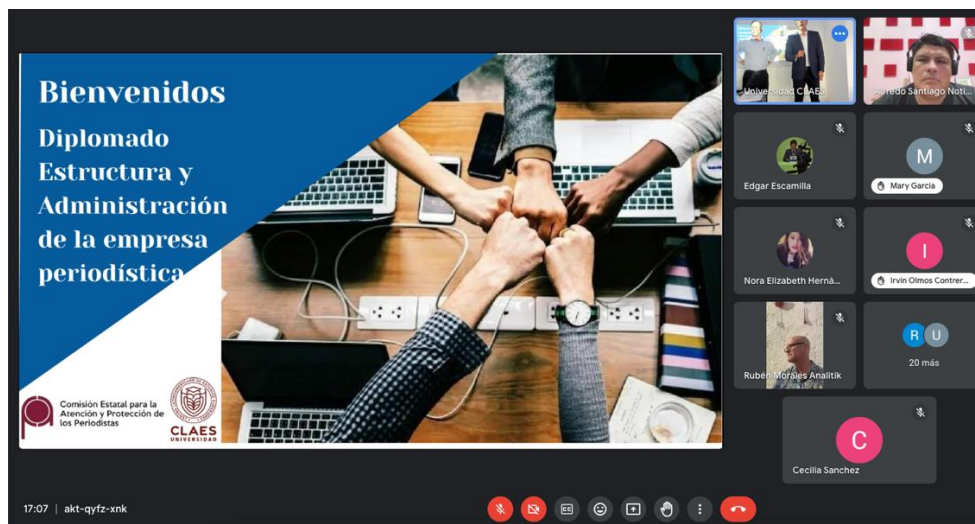 Bienvenidos
Diplomado
Estructura y
Administración
de la empresa
periodística
Comisión Estatal para la
Atención y Protección de
los Periodistas
CLAES
UNIVERSIDAD
Universidad CLAES
Alfredo Santiago Noti...
Edgar Escamilla
M
Mary Garcia
Nora Elizabeth Herná...
I
Irvin Olmos Contrer...
Rubén Morales Analitik
R U
20 más
C
Cecilia Sanchez
17:07 | akt-qyfz-xnk